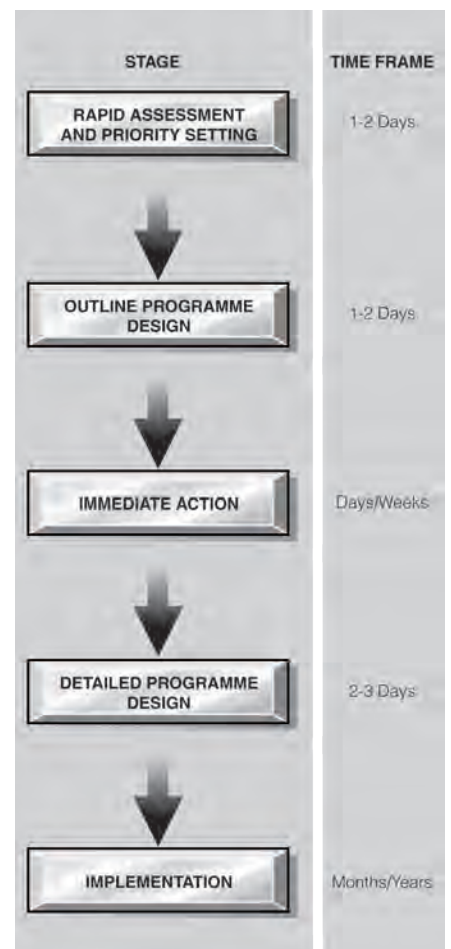 STAGE
TIME FRAME
RAPID ASSESSMENT
AND PRIORITY SETTING
1-2 Days
OUTLINE PROGRAMME
DESIGN
1-2 Days
IMMEDIATE ACTION
Days/Weeks
DETAILED PROGRAMME
DESIGN
2-3 Days
IMPLEMENTATION
Months/Years